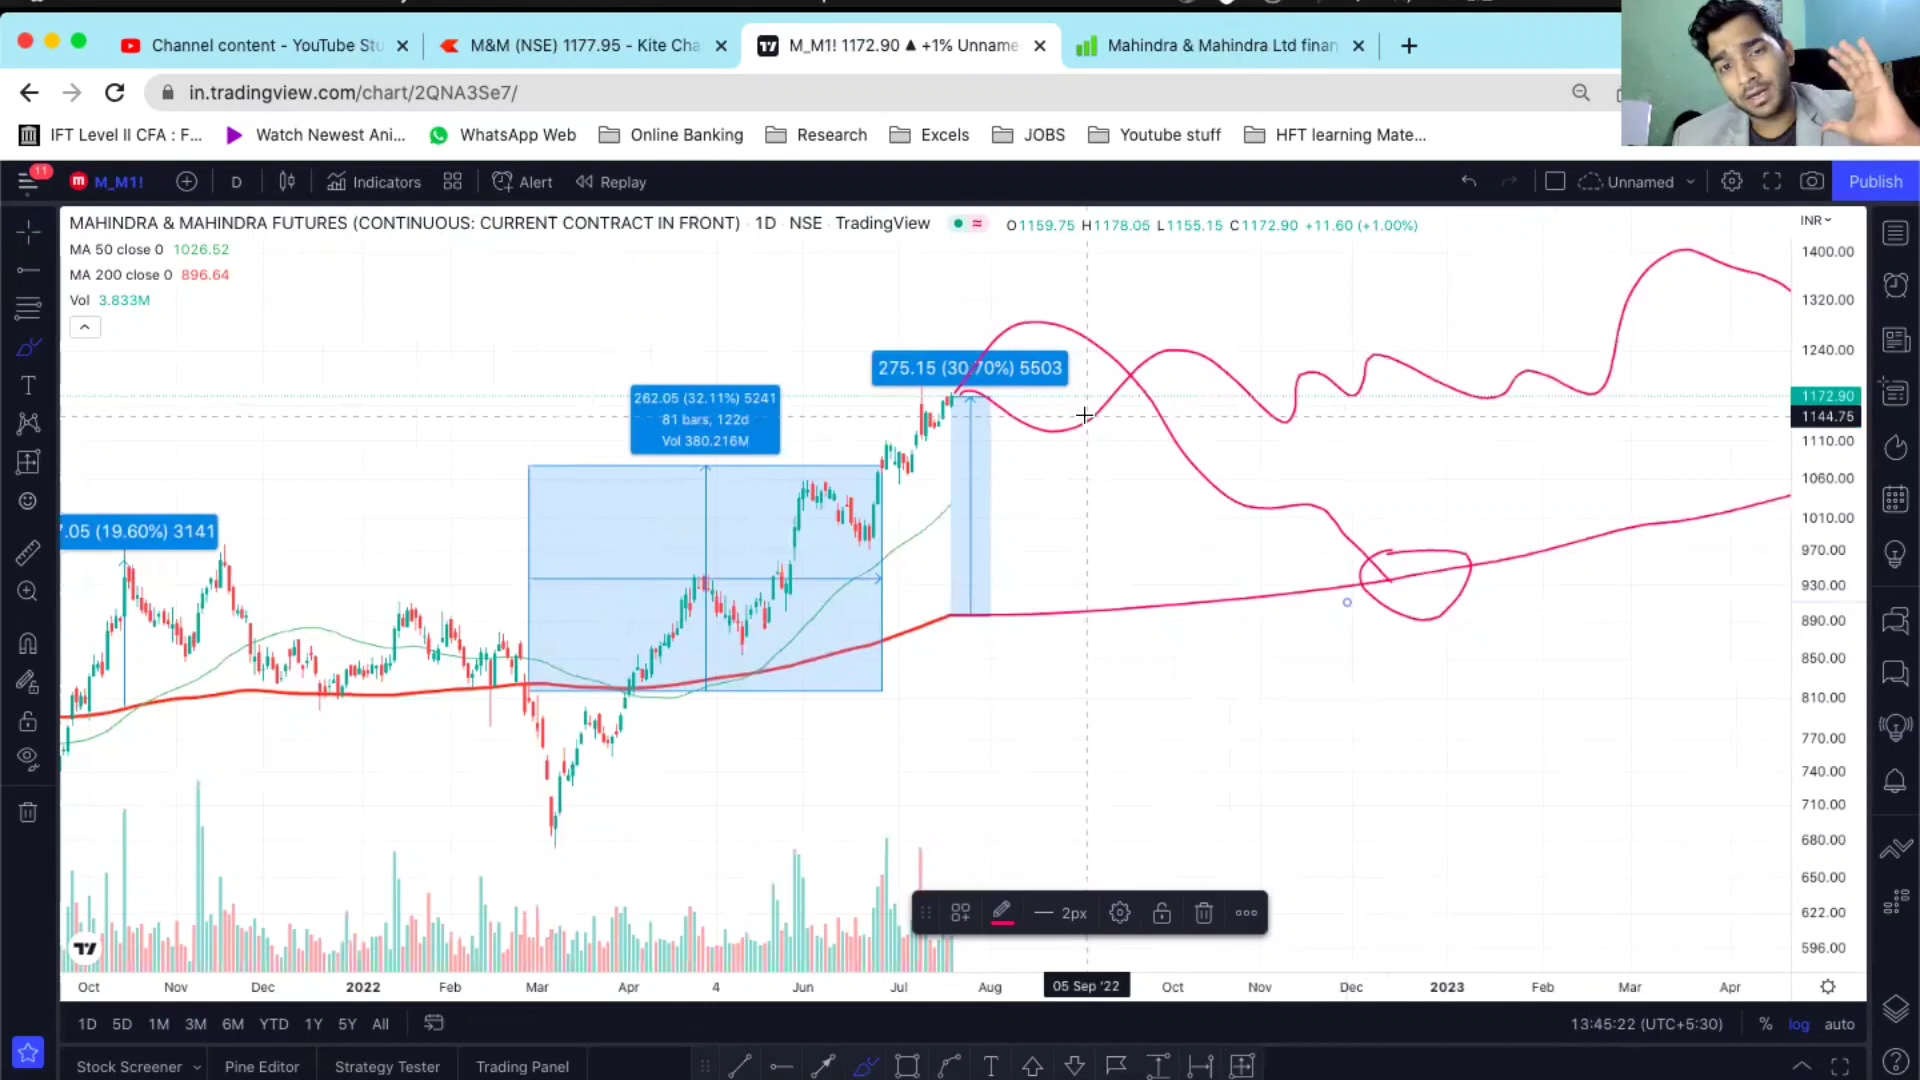 Channel content - YouTube Stu
M&M (NSE) 1177.95 - Kite Cha
M_M1! 1172.90 ▲ +1% Unname
Mahindra & Mahindra Ltd finan
in.tradingview.com/chart/2QNA3Se7/
IFT Level II CFA : F...
Watch Newest Ani...
WhatsApp Web
Online Banking
Research
Excels
JOBS
Youtube stuff
HFT learning Mate...
11
M_M1!
D
Indicators
Alert
Replay
Unnamed
Publish
MAHINDRA & MAHINDRA FUTURES (CONTINUOUS: CURRENT CONTRACT IN FRONT) · 1D · NSE · TradingView
O1159.75 H1178.05 L1155.15 C1172.90 +11.60 (+1.00%)
INR
MA 50 close 0 1026.52
MA 200 close 0 896.64
Vol 3.833M
275.15 (30.70%) 5503
262.05 (32.11%) 5241
81 bars, 122d
Vol 380.216M
.05 (19.60%) 3141
1400.00
1320.00
1240.00
1172.90
1144.75
1110.00
1060.00
1010.00
970.00
930.00
890.00
850.00
810.00
770.00
740.00
710.00
680.00
650.00
622.00
596.00
2px
Oct Nov Dec 2022 Feb Mar Apr 4 Jun Jul Aug 05 Sep '22 Oct Nov Dec 2023 Feb Mar Apr
1D 5D 1M 3M 6M YTD 1Y 5Y All
13:45:22 (UTC+5:30) % log auto
Stock Screener Pine Editor Strategy Tester Trading Panel